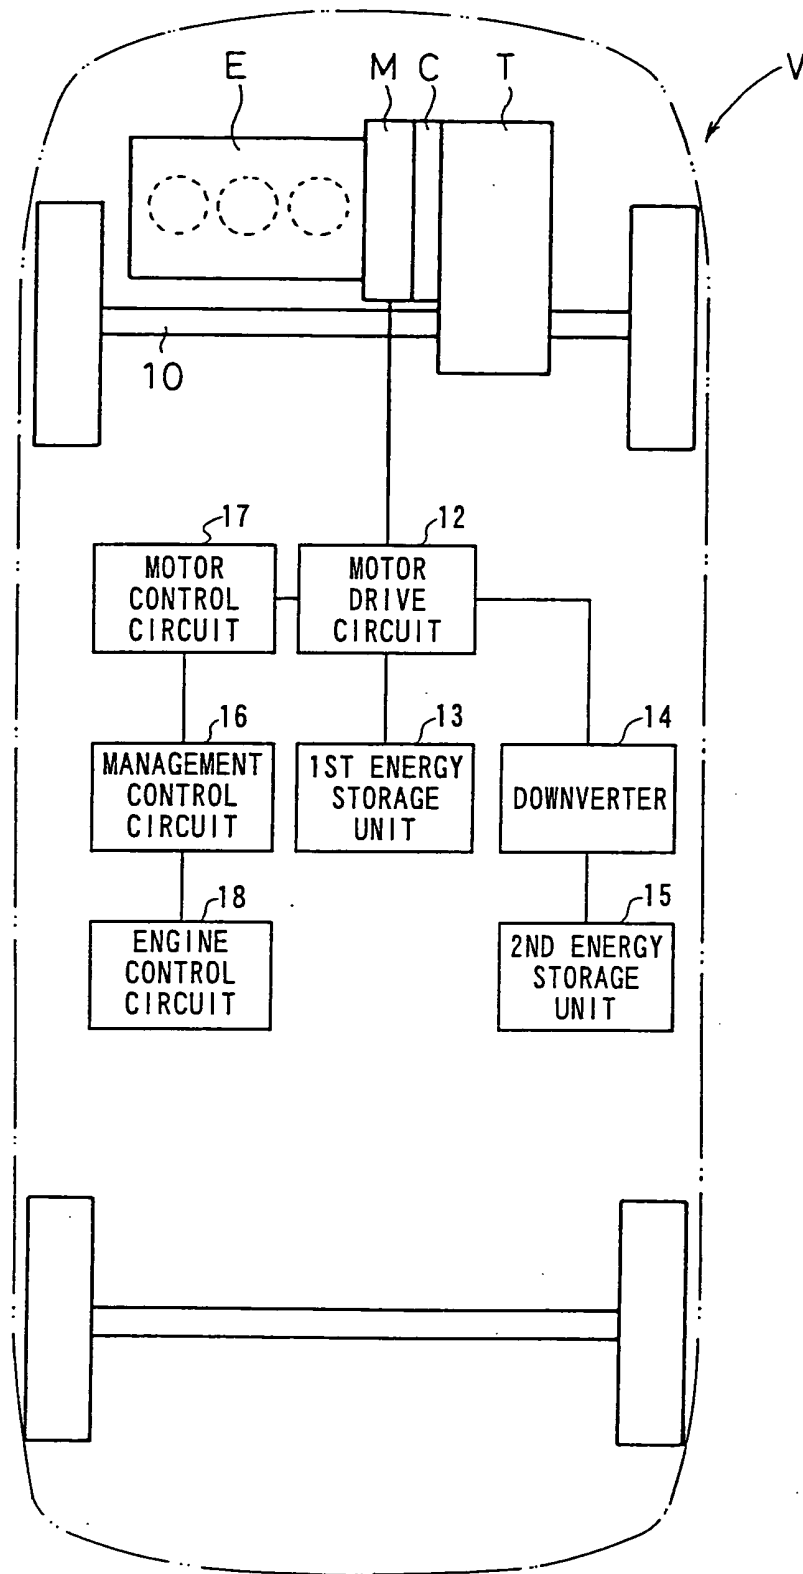 E M C T V
10
17 12
MOTOR
CONTROL
CIRCUIT
MOTOR
DRIVE
CIRCUIT
16 13 14
MANAGEMENT
CONTROL
CIRCUIT
1ST ENERGY
STORAGE
UNIT
DOWNVERTER
18 15
ENGINE
CONTROL
CIRCUIT
2ND ENERGY
STORAGE
UNIT